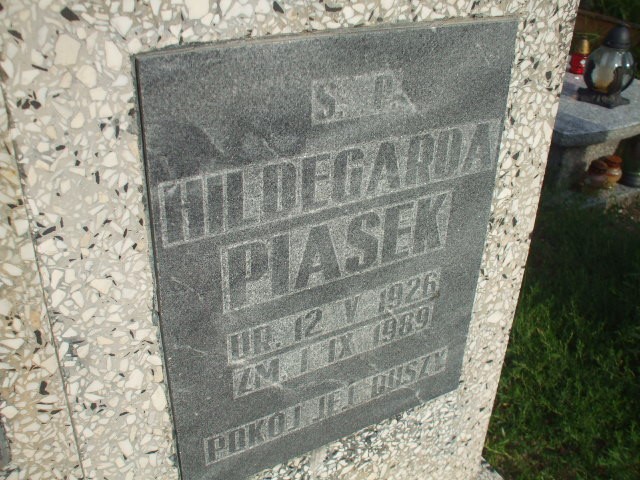 Ś. P.
HILDEGARDA
PIASEK
UR. 12 V 1926
ZM 1 IX 1989
POKÓJ JEJ DUSZY